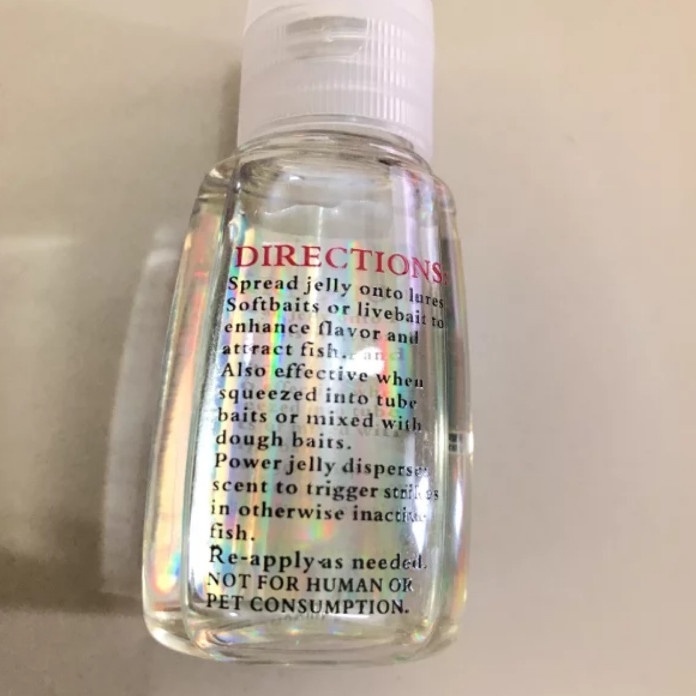 DIRECTIONS:
Spread jelly onto lures
Softbaits or livebait to
enhance flavor and
attract fish.
Also effective when
squeezed into tube
baits or mixed with
dough baits.
Power jelly disperses
scent to trigger strikes
in otherwise inactive
fish.
Re-apply as needed.
NOT FOR HUMAN OR
PET CONSUMPTION.